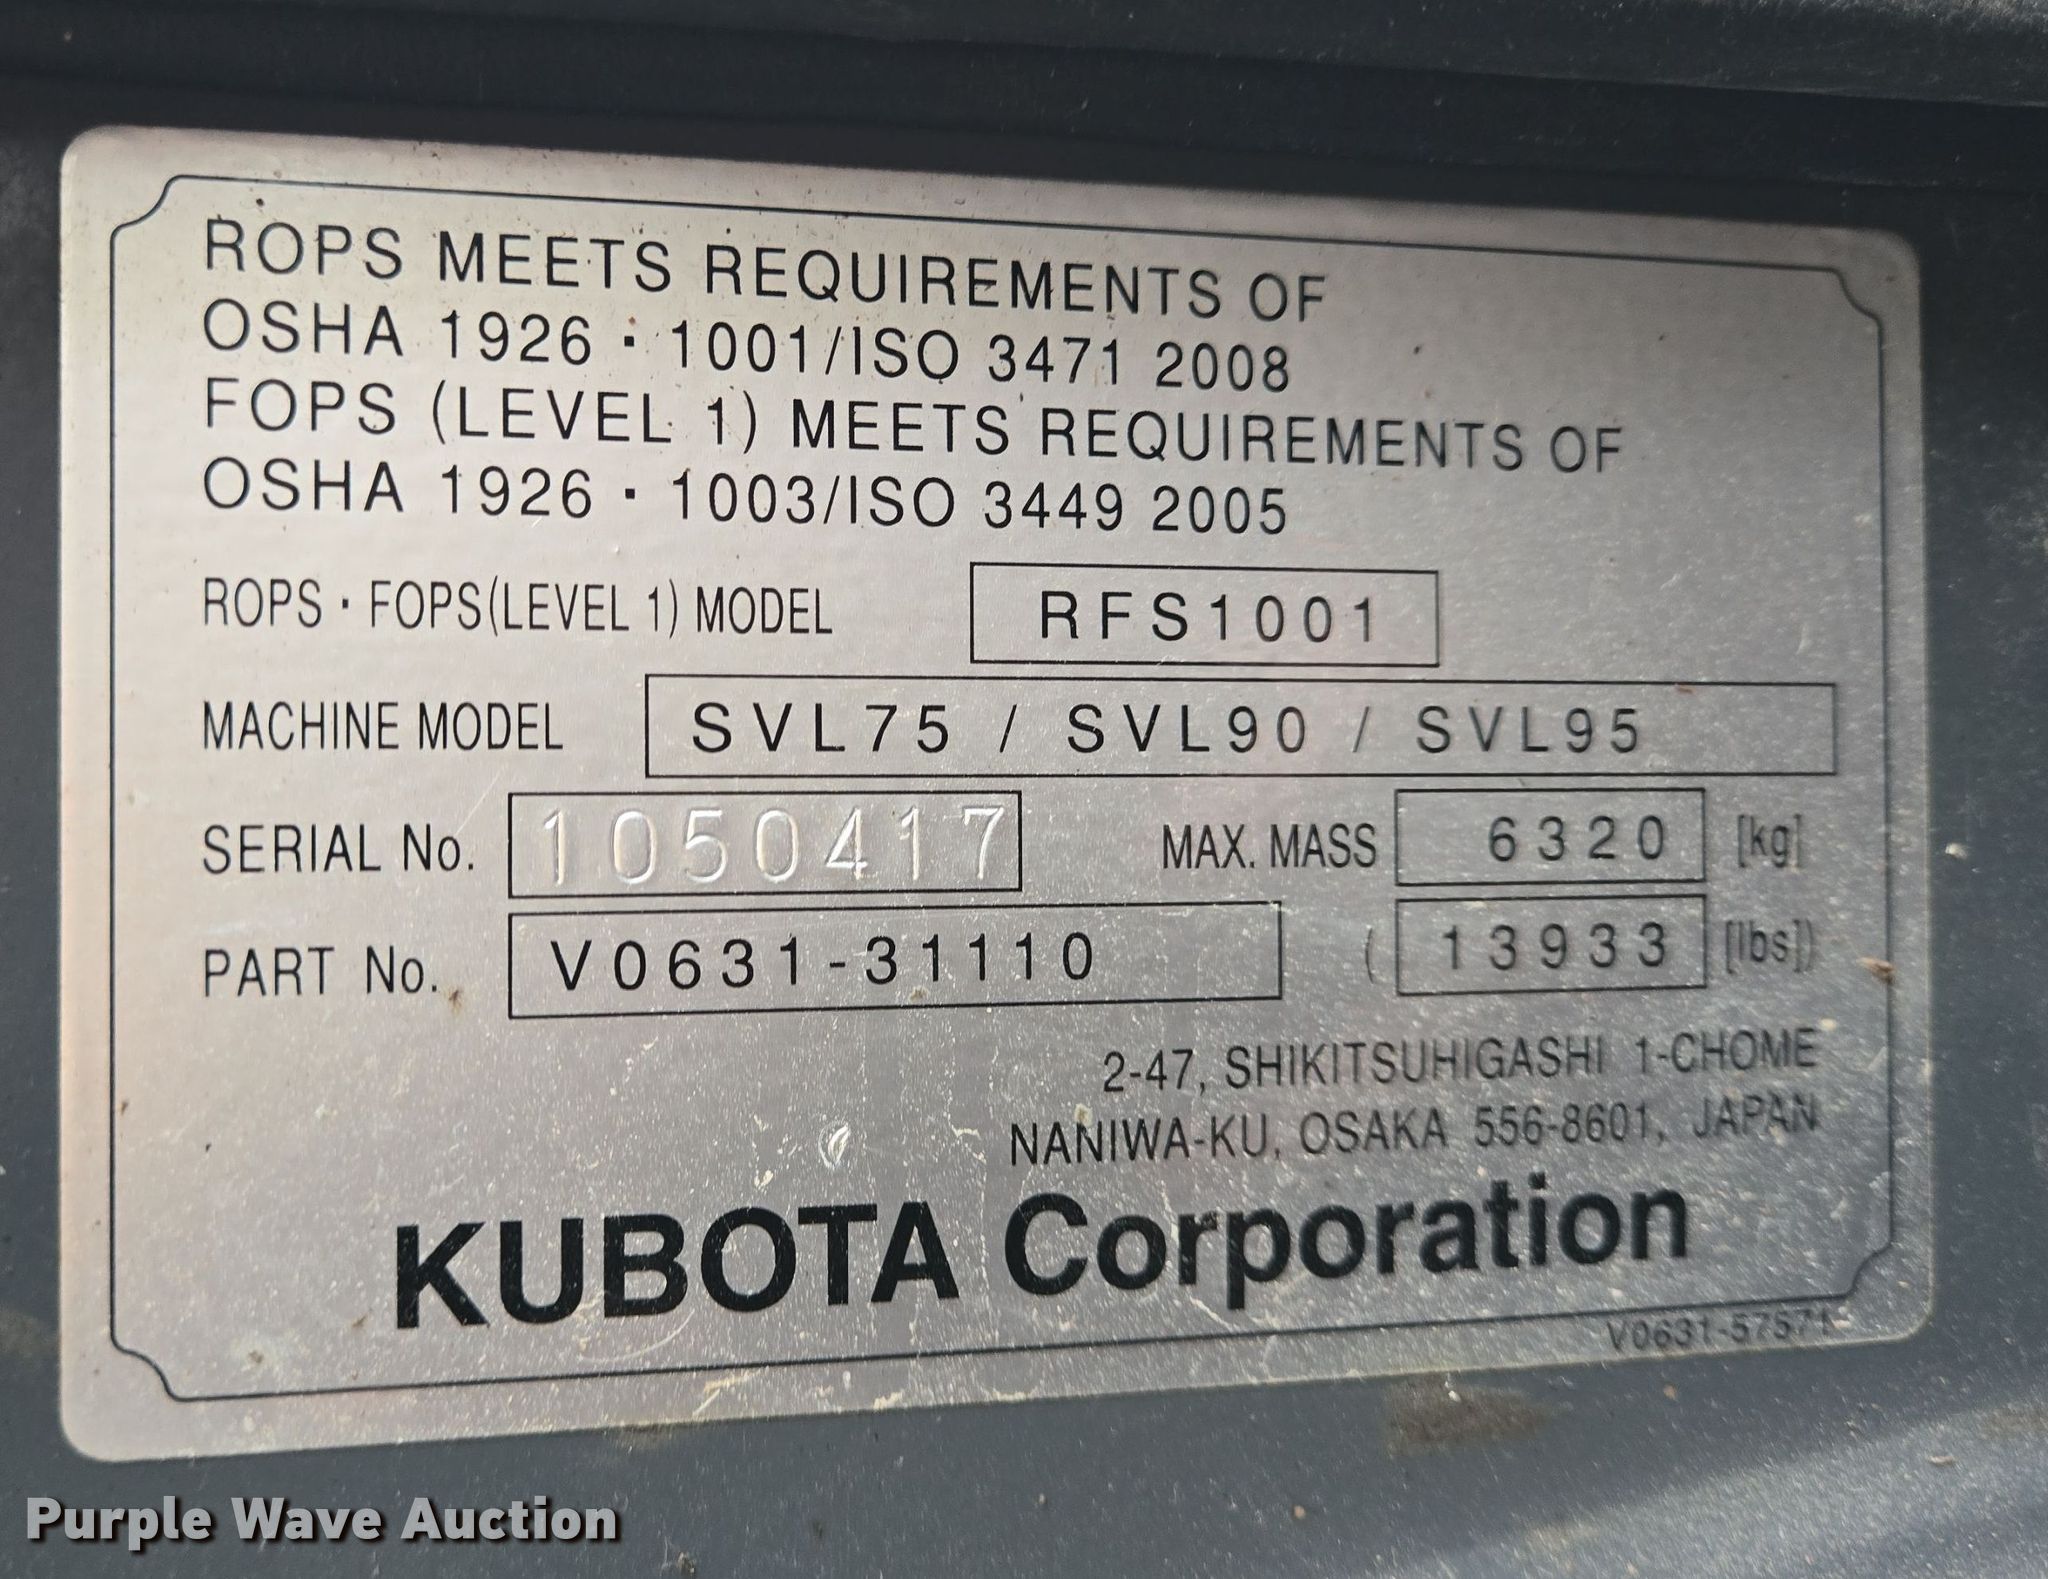 ROPS MEETS REQUIREMENTS OF
OSHA 1926 · 1001/ISO 3471 2008
FOPS (LEVEL 1) MEETS REQUIREMENTS OF
OSHA 1926 · 1003/ISO 3449 2005
ROPS · FOPS(LEVEL 1) MODEL RFS1001
MACHINE MODEL SVL75 / SVL90 / SVL95
SERIAL No. 1050417 MAX. MASS 6320 [kg]
PART No. V0631-31110 ( 13933 [lbs])
2-47, SHIKITSUHIGASHI 1-CHOME
NANIWA-KU, OSAKA 556-8601, JAPAN
KUBOTA Corporation
V0631-57571
Purple Wave Auction